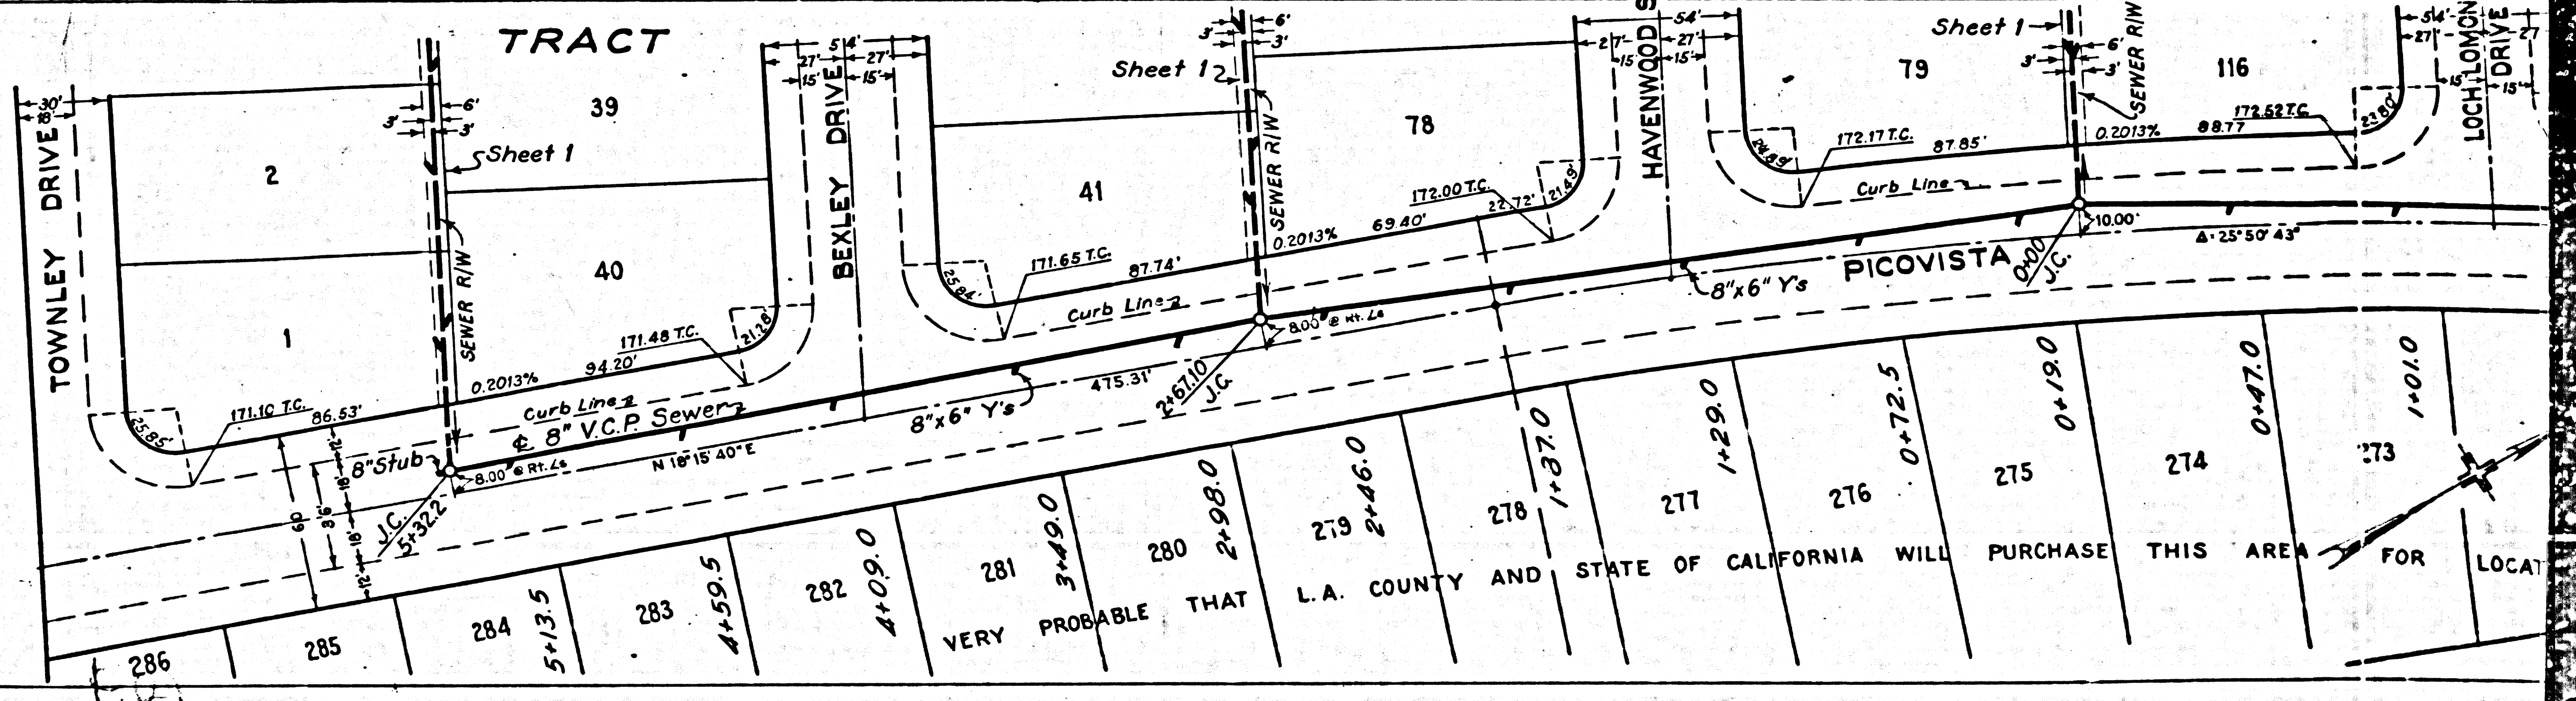 TRACT
30'
18'
TOWNLEY DRIVE
2
1
6'
3'
3'
Sheet 1
SEWER R/W
39
40
54'
27' 27'
15' 15'
BEXLEY DRIVE
25.85'
171.10 T.C.
86.53'
0.2013%
94.20'
171.48 T.C.
21.28'
Curb Line
℄ 8" V.C.P. Sewer
8" Stub
8.00' @ Rt. Ls
N 18° 15' 40" E
60
36'
12'
18'
18'
12'
J.C.
5+32.2
Sheet 1
6'
3'
3'
SEWER R/W
41
78
25.84'
171.65 T.C.
87.74'
0.2013%
69.40'
22.72'
172.00 T.C.
21.49'
Curb Line
8" x 6" Y's
475.31'
8.00' @ Rt. Ls
2+67.10
J.C.
54'
27' 27'
15' 15'
HAVENWOOD S
79
24.89'
172.17 T.C.
87.85'
Curb Line
8" x 6" Y's
PICOVISTA
0+00
J.C.
Sheet 1
6'
3'
3'
SEWER R/W
116
0.2013%
88.77
172.52 T.C.
23.80'
10.00'
Δ: 25° 50' 43"
54'
27' 27
15' 15'
LOCH LOMN
DRIVE
286
285
284
5+13.5
283
4+59.5
282
4+09.0
281
3+49.0
280
2+98.0
279
2+46.0
278
1+37.0
277
1+29.0
276
0+72.5
275
0+19.0
274
0+47.0
273
1+01.0
VERY PROBABLE THAT L.A. COUNTY AND STATE OF CALIFORNIA WILL PURCHASE THIS AREA FOR LOCAT